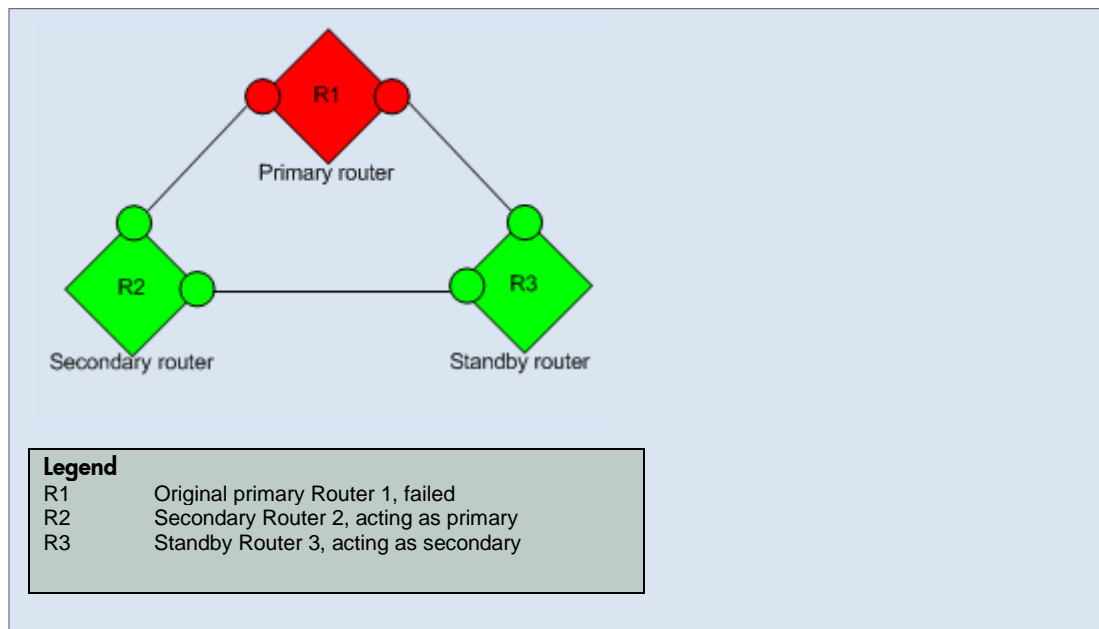 R1
Primary router
R2
R3
Secondary router
Standby router
Legend
R1 Original primary Router 1, failed
R2 Secondary Router 2, acting as primary
R3 Standby Router 3, acting as secondary